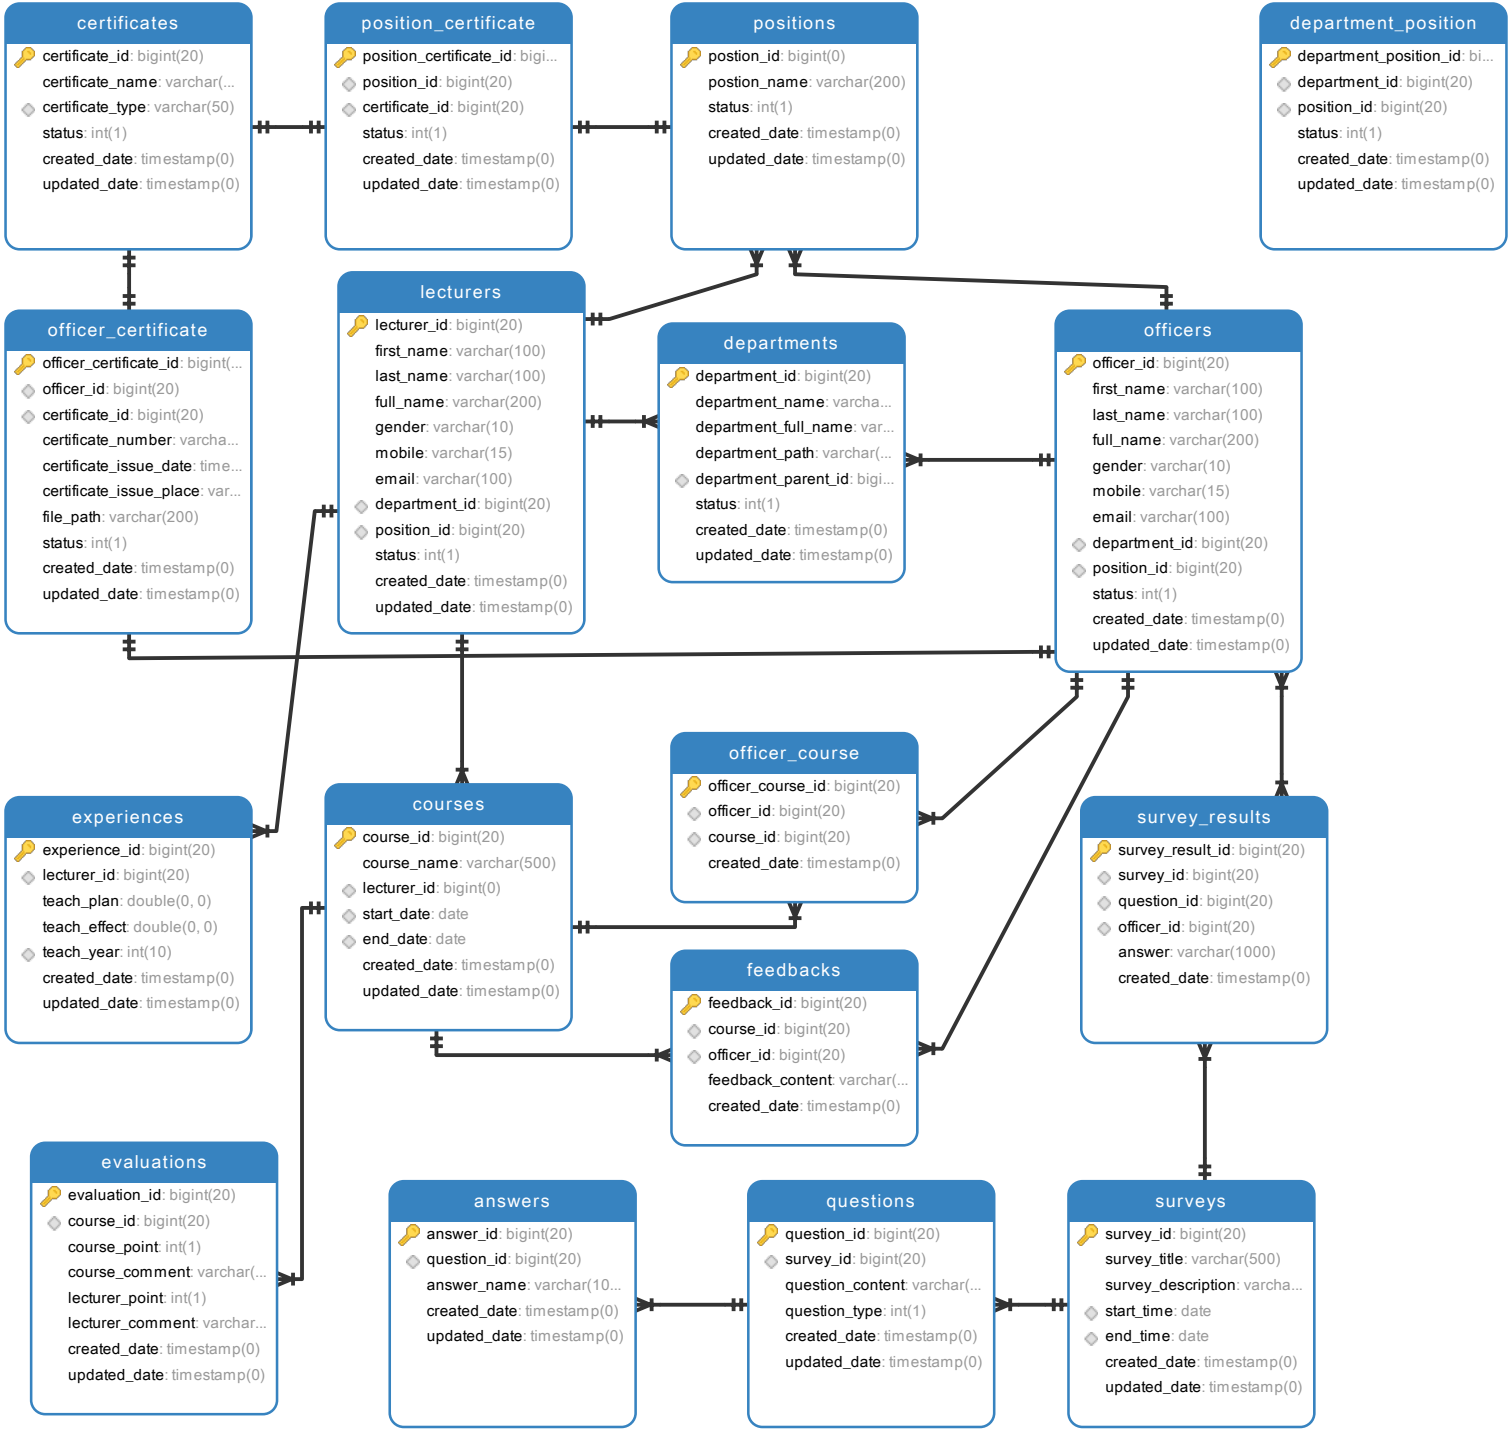 certificates
certificate_id: bigint(20)
certificate_name: varchar(...
certificate_type: varchar(50)
status: int(1)
created_date: timestamp(0)
updated_date: timestamp(0)
position_certificate
position_certificate_id: bigi...
position_id: bigint(20)
certificate_id: bigint(20)
status: int(1)
created_date: timestamp(0)
updated_date: timestamp(0)
positions
postion_id: bigint(0)
postion_name: varchar(200)
status: int(1)
created_date: timestamp(0)
updated_date: timestamp(0)
department_position
department_position_id: bi...
department_id: bigint(20)
position_id: bigint(20)
status: int(1)
created_date: timestamp(0)
updated_date: timestamp(0)
officer_certificate
officer_certificate_id: bigint(...
officer_id: bigint(20)
certificate_id: bigint(20)
certificate_number: varcha...
certificate_issue_date: time...
certificate_issue_place: var...
file_path: varchar(200)
status: int(1)
created_date: timestamp(0)
updated_date: timestamp(0)
lecturers
lecturer_id: bigint(20)
first_name: varchar(100)
last_name: varchar(100)
full_name: varchar(200)
gender: varchar(10)
mobile: varchar(15)
email: varchar(100)
department_id: bigint(20)
position_id: bigint(20)
status: int(1)
created_date: timestamp(0)
updated_date: timestamp(0)
departments
department_id: bigint(20)
department_name: varcha...
department_full_name: var...
department_path: varchar(...
department_parent_id: bigi...
status: int(1)
created_date: timestamp(0)
updated_date: timestamp(0)
officers
officer_id: bigint(20)
first_name: varchar(100)
last_name: varchar(100)
full_name: varchar(200)
gender: varchar(10)
mobile: varchar(15)
email: varchar(100)
department_id: bigint(20)
position_id: bigint(20)
status: int(1)
created_date: timestamp(0)
updated_date: timestamp(0)
experiences
experience_id: bigint(20)
lecturer_id: bigint(20)
teach_plan: double(0, 0)
teach_effect: double(0, 0)
teach_year: int(10)
created_date: timestamp(0)
updated_date: timestamp(0)
courses
course_id: bigint(20)
course_name: varchar(500)
lecturer_id: bigint(0)
start_date: date
end_date: date
created_date: timestamp(0)
updated_date: timestamp(0)
officer_course
officer_course_id: bigint(20)
officer_id: bigint(20)
course_id: bigint(20)
created_date: timestamp(0)
survey_results
survey_result_id: bigint(20)
survey_id: bigint(20)
question_id: bigint(20)
officer_id: bigint(20)
answer: varchar(1000)
created_date: timestamp(0)
feedbacks
feedback_id: bigint(20)
course_id: bigint(20)
officer_id: bigint(20)
feedback_content: varchar(...
created_date: timestamp(0)
evaluations
evaluation_id: bigint(20)
course_id: bigint(20)
course_point: int(1)
course_comment: varchar(...
lecturer_point: int(1)
lecturer_comment: varchar...
created_date: timestamp(0)
updated_date: timestamp(0)
answers
answer_id: bigint(20)
question_id: bigint(20)
answer_name: varchar(10...
created_date: timestamp(0)
updated_date: timestamp(0)
questions
question_id: bigint(20)
survey_id: bigint(20)
question_content: varchar(...
question_type: int(1)
created_date: timestamp(0)
updated_date: timestamp(0)
surveys
survey_id: bigint(20)
survey_title: varchar(500)
survey_description: varcha...
start_time: date
end_time: date
created_date: timestamp(0)
updated_date: timestamp(0)